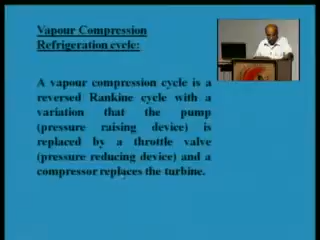 Vapour Compression
Refrigeration cycle:
A vapour compression cycle is a
reversed Rankine cycle with a
variation that the pump
(pressure raising device) is
replaced by a throttle valve
(pressure reducing device) and a
compressor replaces the turbine.